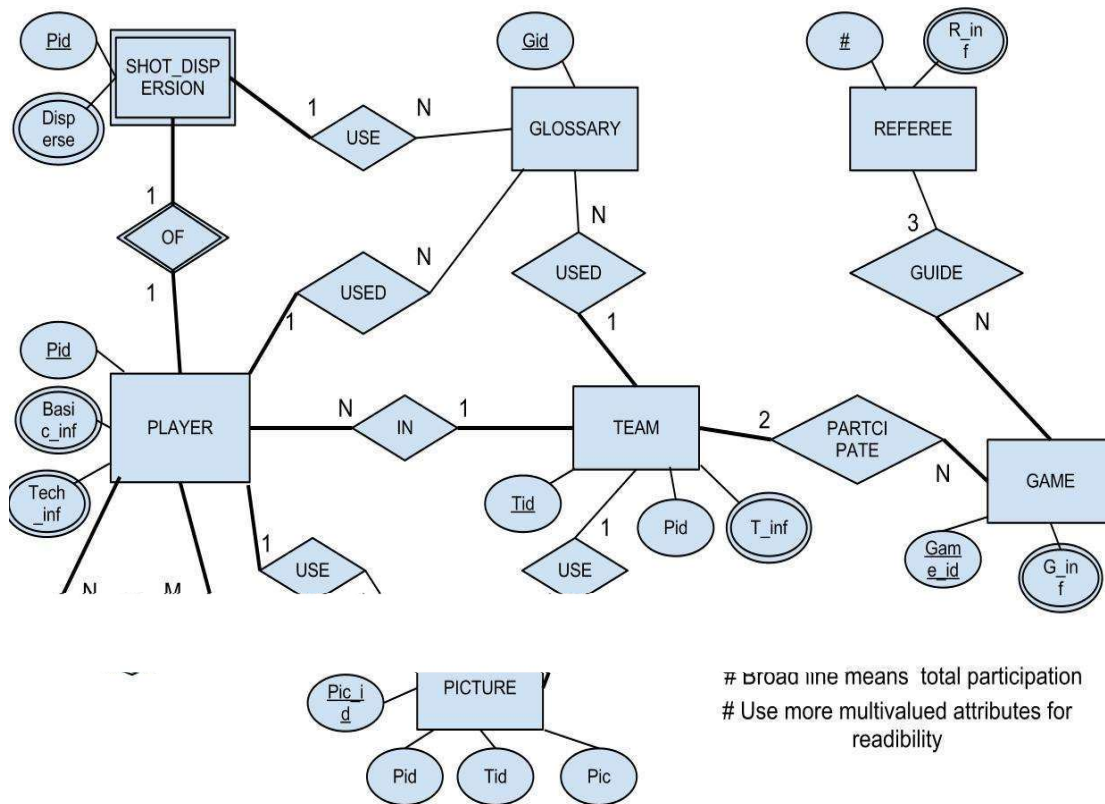 Pid
SHOT_DISP
ERSION
Disp
erse
1
USE
N
Gid
GLOSSARY
#
R_in
f
REFEREE
1
OF
1
N
USED
1
N
USED
1
3
GUIDE
N
Pid
Basi
c_inf
Tech
_inf
PLAYER
N
IN
1
TEAM
2
PARTCI
PATE
N
GAME
Tid
Pid
T_inf
Gam
e_id
G_in
f
N
M
1
USE
1
USE
Pic_i
d
PICTURE
Pid
Tid
Pic
# Broad line means total participation
# Use more multivalued attributes for
readibility